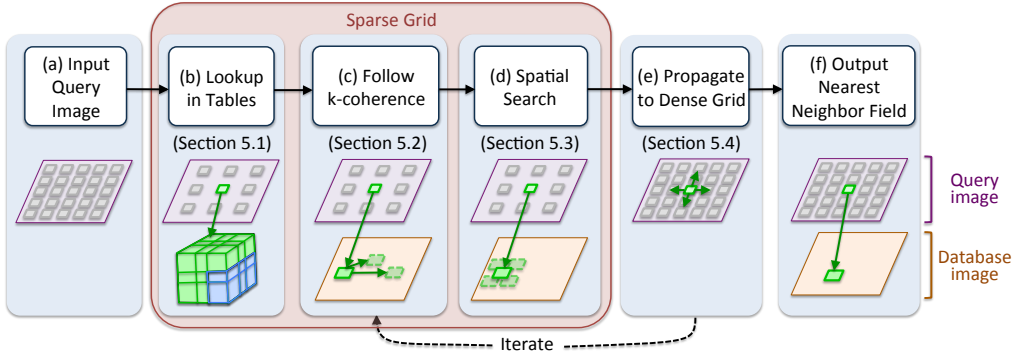 Sparse Grid
(a) Input
Query
Image
(b) Lookup
in Tables
(c) Follow
k-coherence
(d) Spatial
Search
(e) Propagate
to Dense Grid
(f) Output
Nearest
Neighbor Field
(Section 5.1)
(Section 5.2)
(Section 5.3)
(Section 5.4)
Query
image
Database
image
Iterate